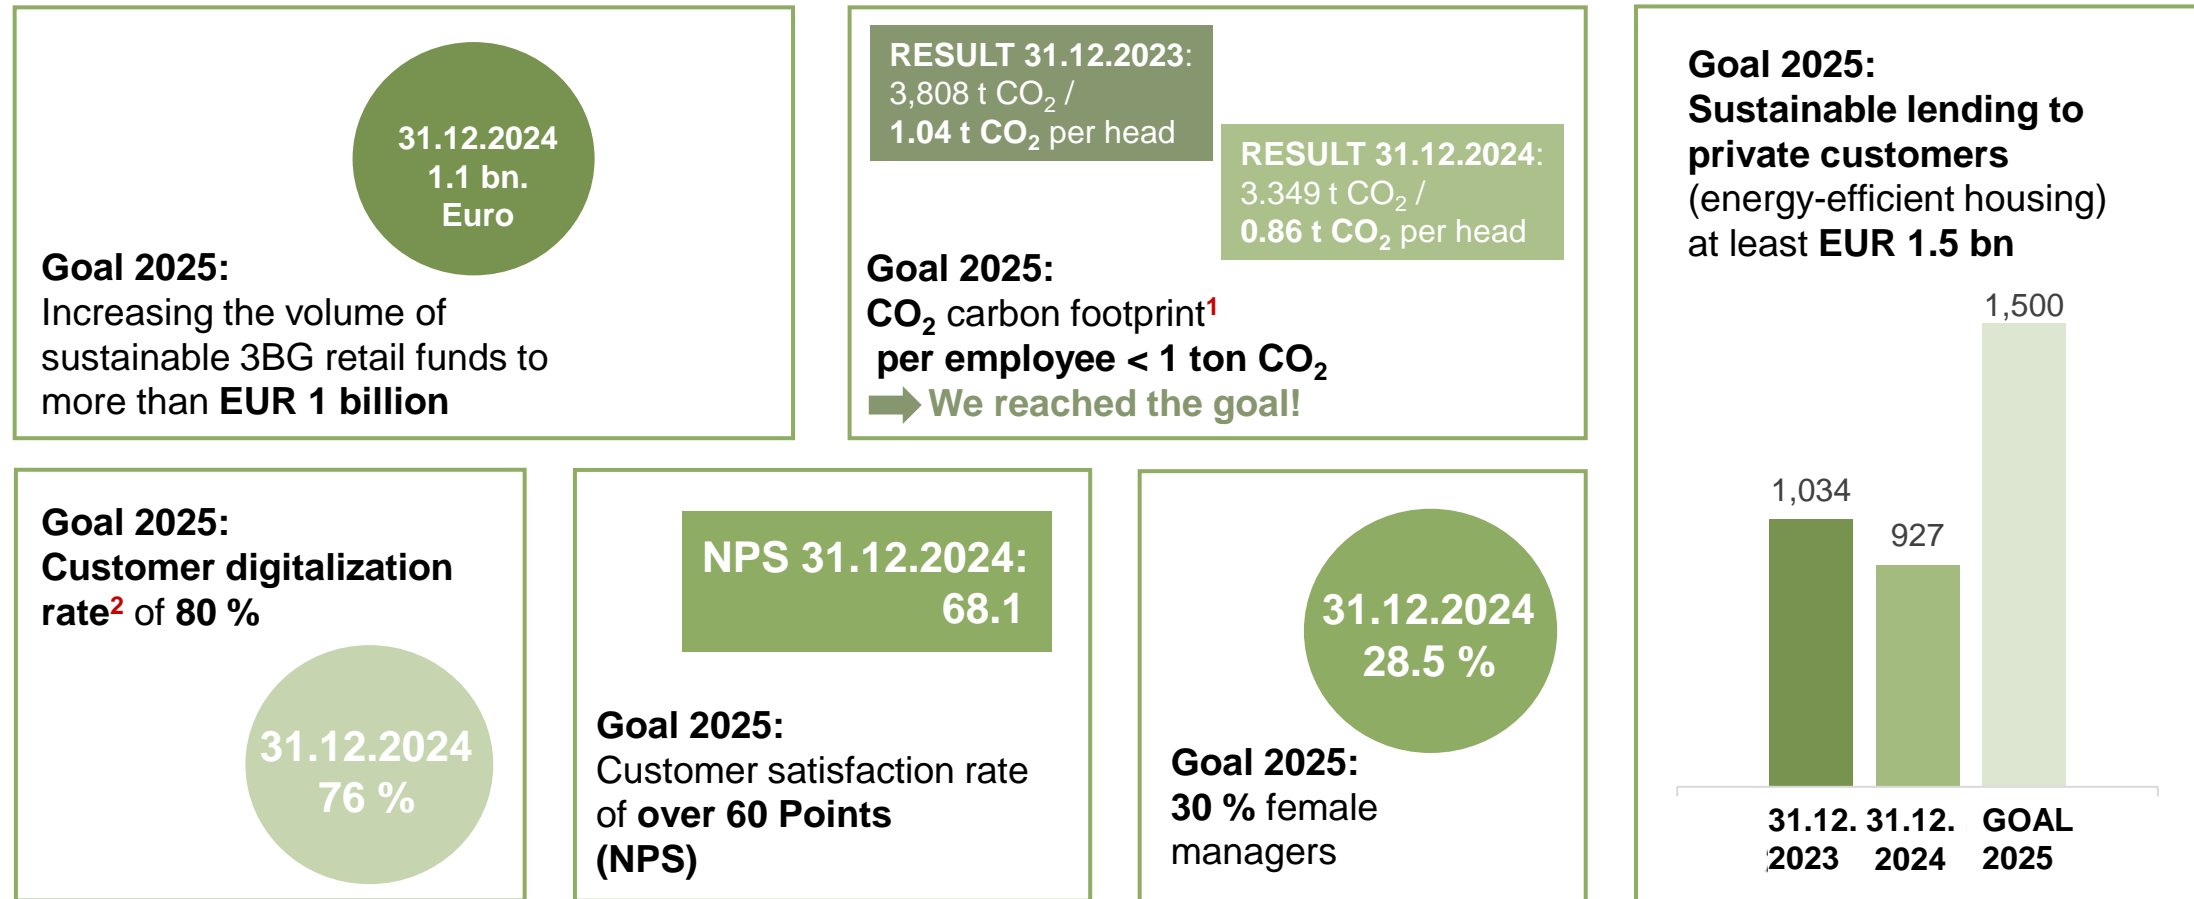 31.12.2024
1.1 bn.
Euro
Goal 2025:
Increasing the volume of
sustainable 3BG retail funds to
more than EUR 1 billion
RESULT 31.12.2023:
3,808 t CO₂ /
1.04 t CO₂ per head
RESULT 31.12.2024:
3.349 t CO₂ /
0.86 t CO₂ per head
Goal 2025:
CO₂ carbon footprint¹
per employee < 1 ton CO₂
We reached the goal!
Goal 2025:
Sustainable lending to
private customers
(energy-efficient housing)
at least EUR 1.5 bn
1,500
1,034
927
31.12. 31.12. GOAL
2023 2024 2025
Goal 2025:
Customer digitalization
rate² of 80 %
31.12.2024
76 %
NPS 31.12.2024:
68.1
Goal 2025:
Customer satisfaction rate
of over 60 Points
(NPS)
31.12.2024
28.5 %
Goal 2025:
30 % female
managers